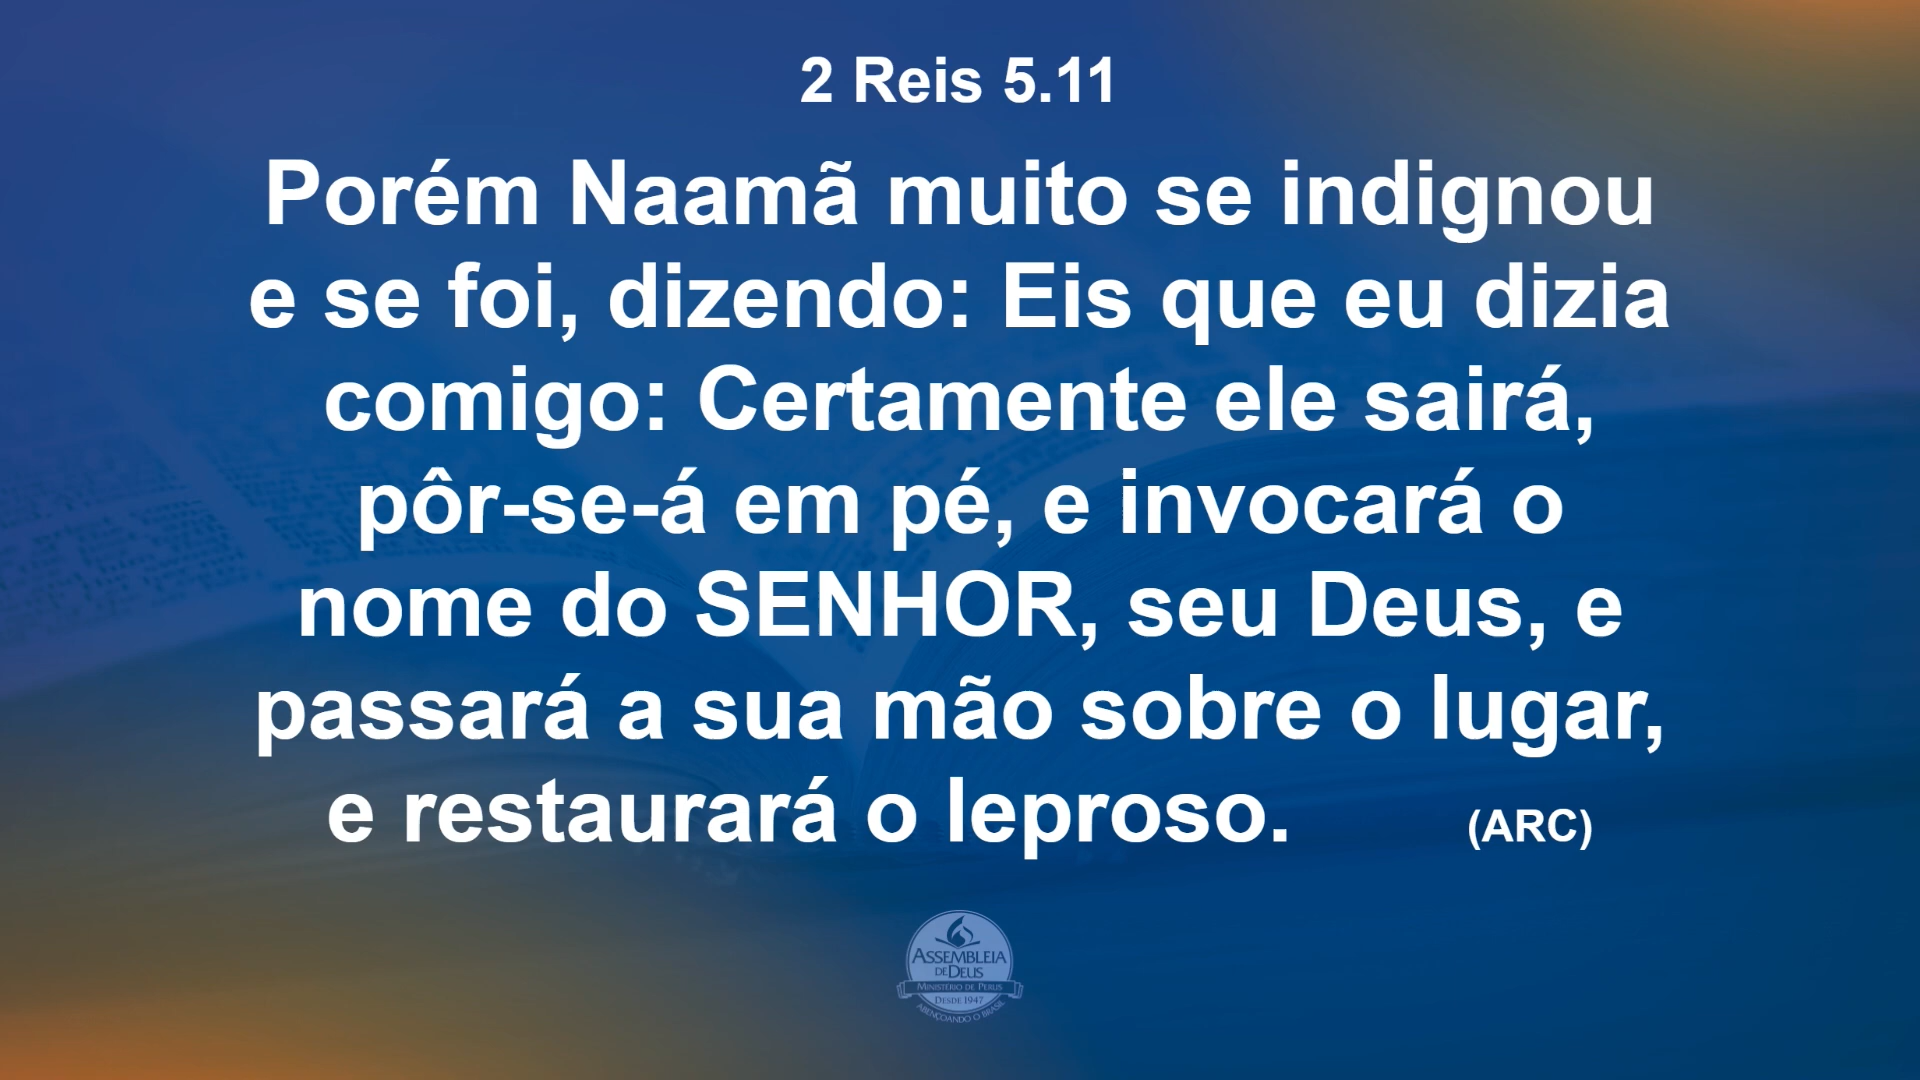 2 Reis 5.11
Porém Naamã muito se indignou
e se foi, dizendo: Eis que eu dizia
comigo: Certamente ele sairá,
pôr-se-á em pé, e invocará o
nome do SENHOR, seu Deus, e
passará a sua mão sobre o lugar,
e restaurará o leproso. (ARC)
ASSEMBLEIA
DE DEUS
MINISTÉRIO DE PERUS
DESDE 1947
ABENÇOANDO O BRASIL